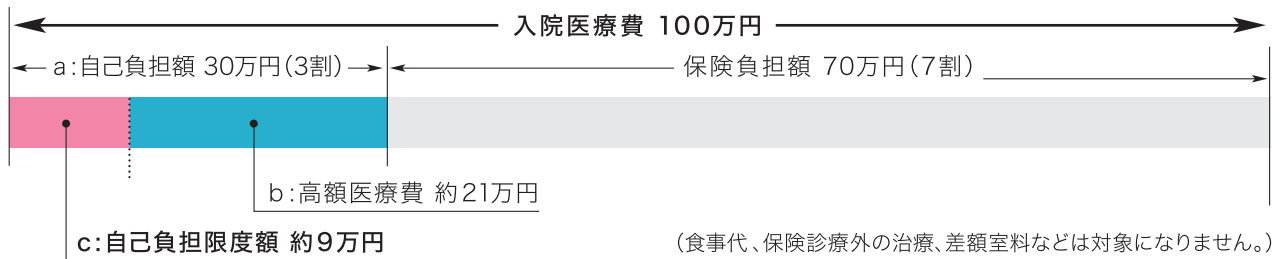 入院医療費 100万円
a:自己負担額 30万円（3割）
保険負担額 70万円（7割）
b:高額医療費 約21万円
c:自己負担限度額 約9万円
（食事代、保険診療外の治療、差額室料などは対象になりません。）